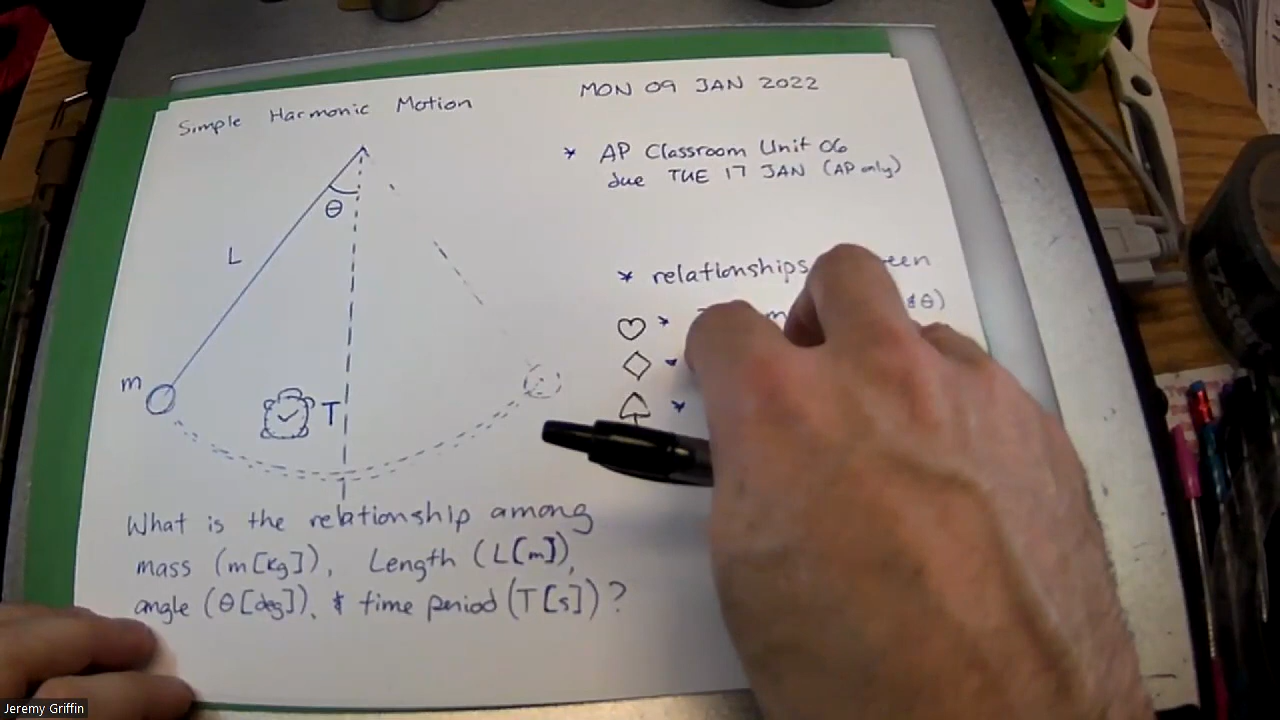 Simple Harmonic Motion
MON 09 JAN 2022
* AP Classroom Unit 06
due TUE 17 JAN (AP only)
* relationships
& θ)
*
*
*
θ
L
m
T
What is the relationship among
mass (m[kg]), Length (L[m]),
angle (θ[deg]), & time period (T[s])?
Jeremy Griffin